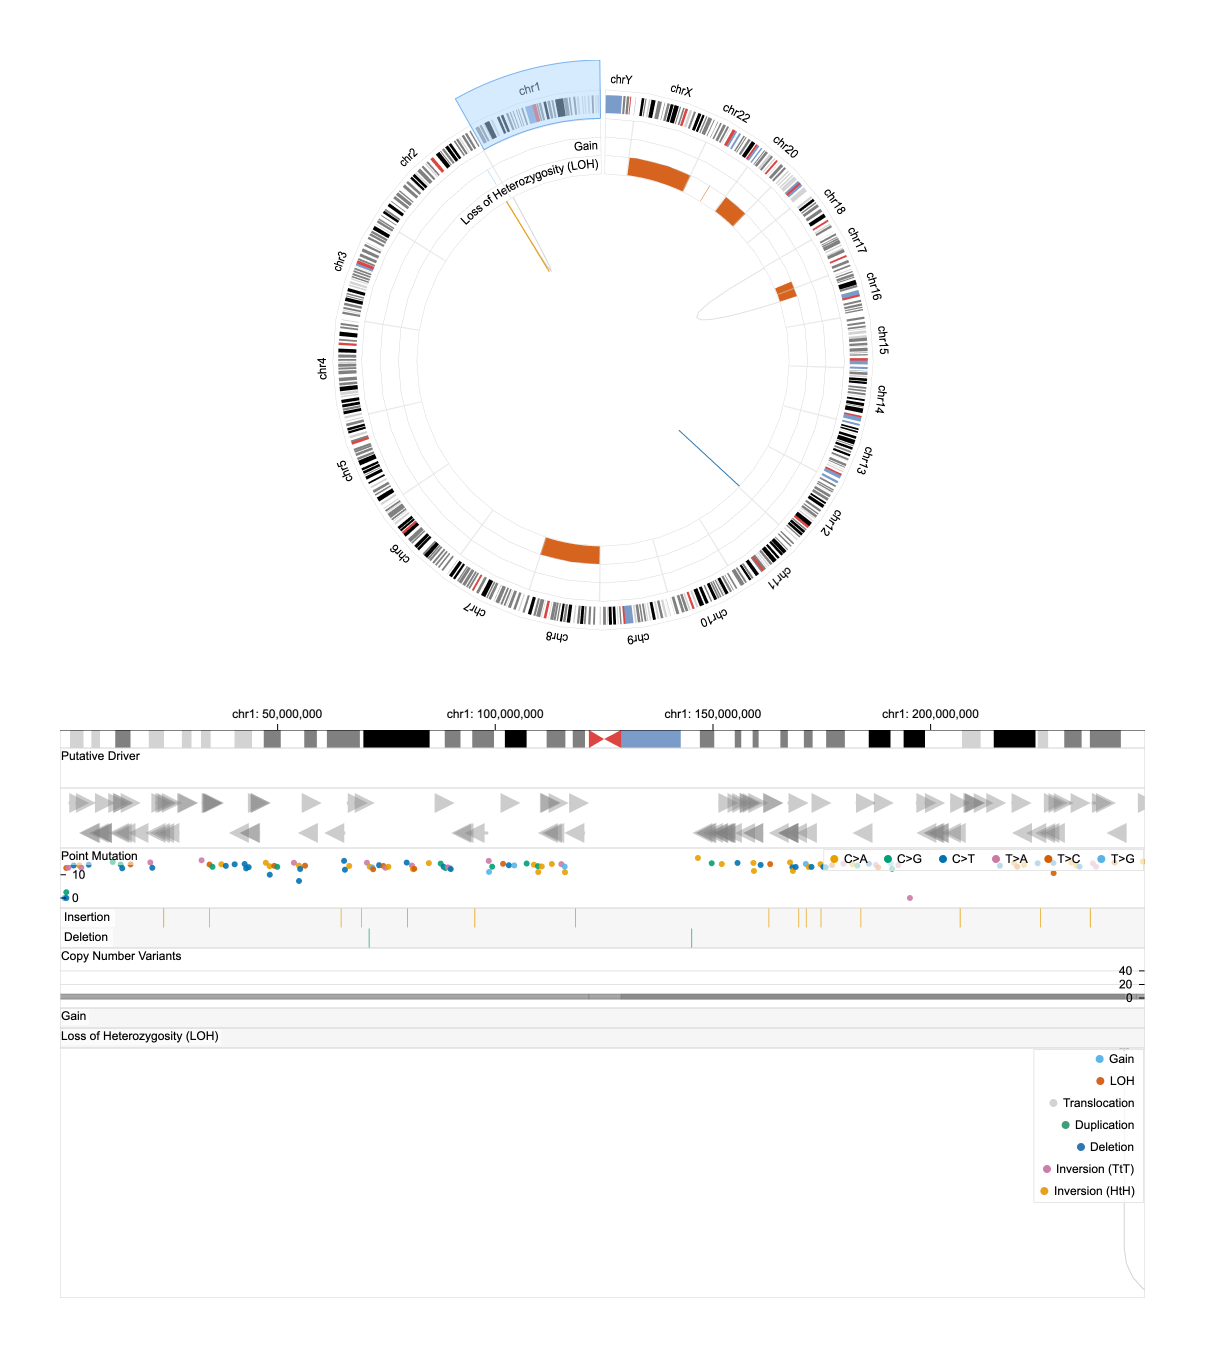 chr1
chrY
chrX
chr22
chr20
chr18
chr17
chr16
chr15
chr14
chr13
chr12
chr11
chr10
chr9
chr8
chr7
chr6
chr5
chr4
chr3
chr2
Gain
Loss of Heterozygosity (LOH)
chr1: 50,000,000
chr1: 100,000,000
chr1: 150,000,000
chr1: 200,000,000
Putative Driver
Point Mutation
C>A
C>G
C>T
T>A
T>C
T>G
10
0
Insertion
Deletion
Copy Number Variants
40
20
0
Gain
Loss of Heterozygosity (LOH)
Gain
LOH
Translocation
Duplication
Deletion
Inversion (TtT)
Inversion (HtH)